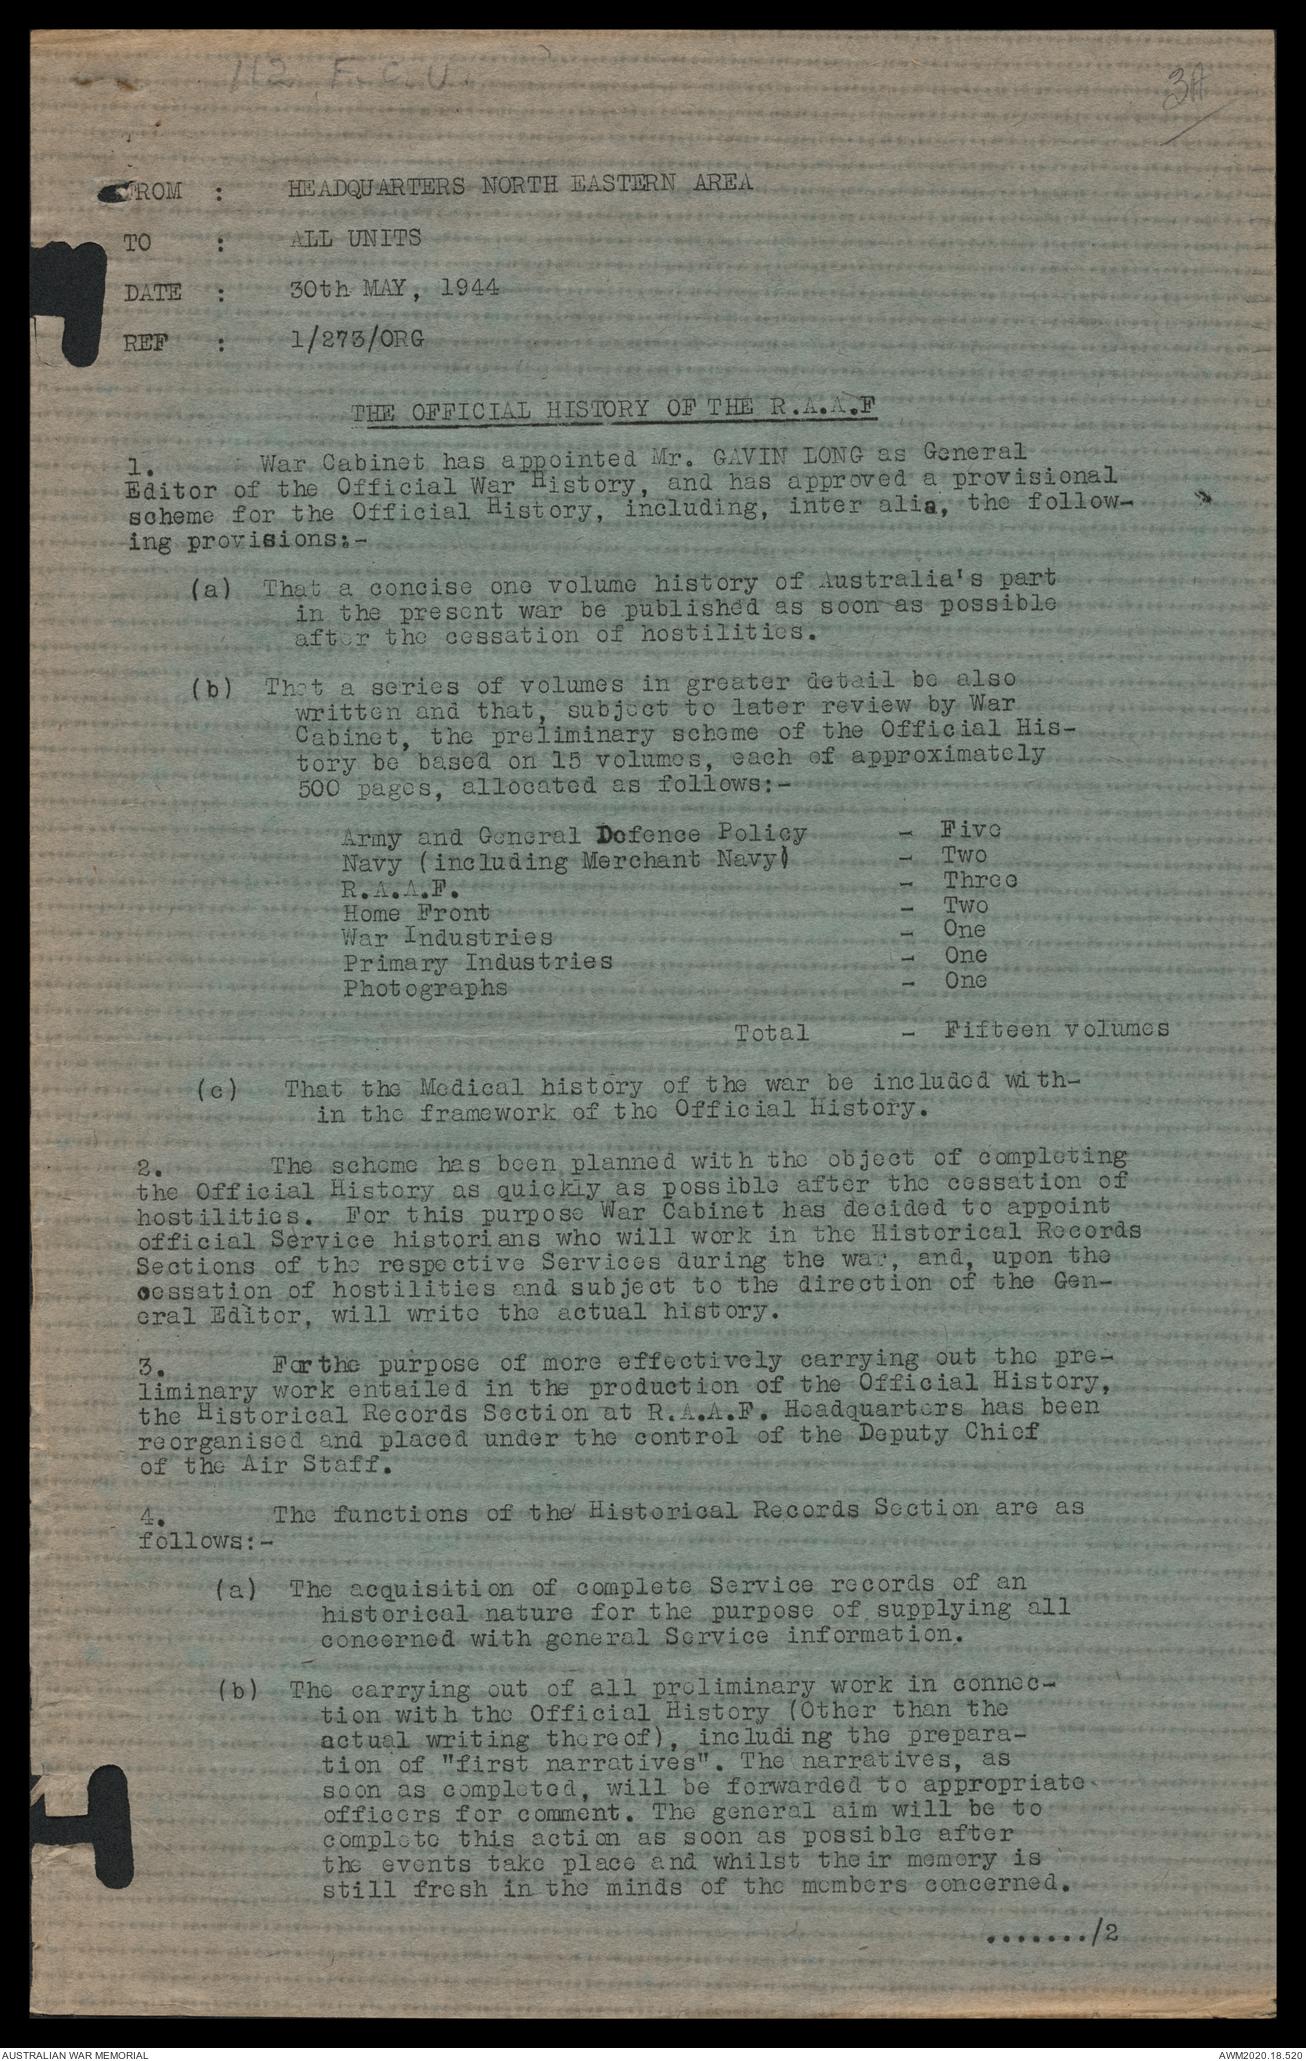 112 F.C.U.
3A
FROM : HEADQUARTERS NORTH EASTERN AREA
TO : ALL UNITS
DATE : 30th MAY, 1944
REF : 1/273/ORG
THE OFFICIAL HISTORY OF THE R.A.A.F
1. War Cabinet has appointed Mr. GAVIN LONG as General
Editor of the Official War History, and has approved a provisional
scheme for the Official History, including, inter alia, the follow-
ing provisions:-
(a) That a concise one volume history of Australia's part
in the present war be published as soon as possible
after the cessation of hostilities.
(b) That a series of volumes in greater detail be also
written and that, subject to later review by War
Cabinet, the preliminary scheme of the Official His-
tory be based on 15 volumes, each of approximately
500 pages, allocated as follows:-
Army and General Defence Policy - Five
Navy (including Merchant Navy) - Two
R.A.A.F. - Three
Home Front - Two
War Industries - One
Primary Industries - One
Photographs - One
Total - Fifteen volumes
(c) That the Medical history of the war be included with-
in the framework of the Official History.
2. The scheme has been planned with the object of completing
the Official History as quickly as possible after the cessation of
hostilities. For this purpose War Cabinet has decided to appoint
official Service historians who will work in the Historical Records
Sections of the respective Services during the war, and, upon the
cessation of hostilities and subject to the direction of the Gen-
eral Editor, will write the actual history.
3. For the purpose of more effectively carrying out the pre-
liminary work entailed in the production of the Official History,
the Historical Records Section at R.A.A.F. Headquarters has been
reorganised and placed under the control of the Deputy Chief
of the Air Staff.
4. The functions of the Historical Records Section are as
follows:-
(a) The acquisition of complete Service records of an
historical nature for the purpose of supplying all
concerned with general Service information.
(b) The carrying out of all preliminary work in connec-
tion with the Official History (Other than the
actual writing thereof), including the prepara-
tion of "first narratives". The narratives, as
soon as completed, will be forwarded to appropriate
officers for comment. The general aim will be to
complete this action as soon as possible after
the events take place and whilst their memory is
still fresh in the minds of the members concerned.
......./2
AUSTRALIAN WAR MEMORIAL
AWM2020.18.520